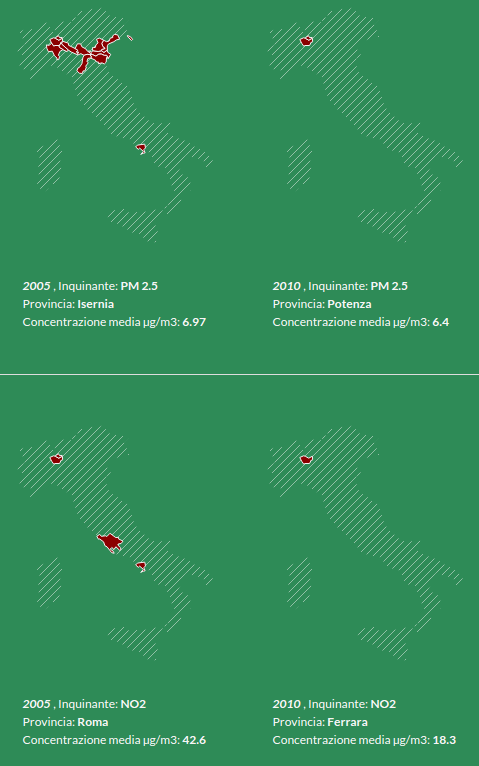 2005 , Inquinante: PM 2.5
Provincia: Isernia
Concentrazione media µg/m3: 6.97
2010 , Inquinante: PM 2.5
Provincia: Potenza
Concentrazione media µg/m3: 6.4
2005 , Inquinante: NO2
Provincia: Roma
Concentrazione media µg/m3: 42.6
2010 , Inquinante: NO2
Provincia: Ferrara
Concentrazione media µg/m3: 18.3